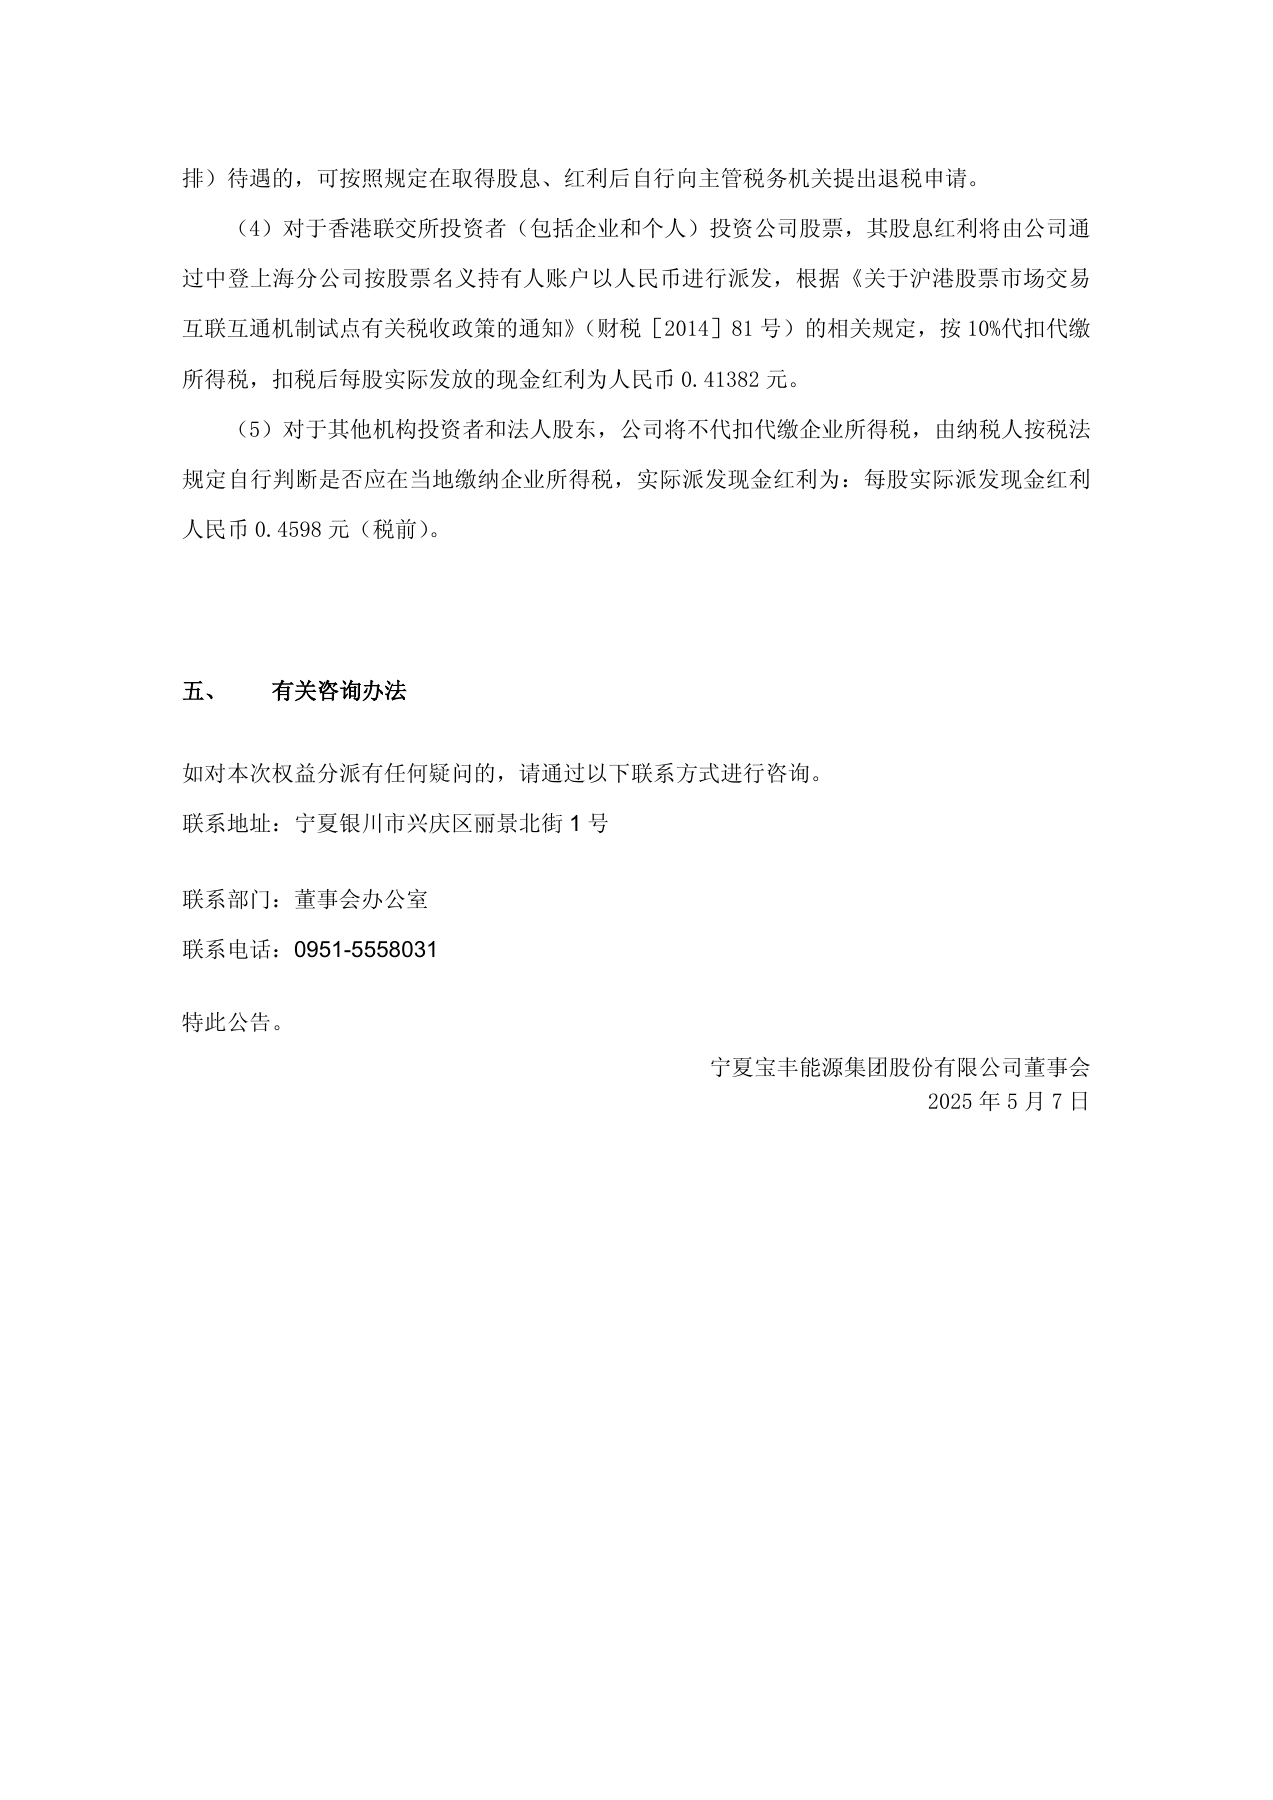 排）待遇的，可按照规定在取得股息、红利后自行向主管税务机关提出退税申请。
（4）对于香港联交所投资者（包括企业和个人）投资公司股票，其股息红利将由公司通
过中登上海分公司按股票名义持有人账户以人民币进行派发，根据《关于沪港股票市场交易
互联互通机制试点有关税收政策的通知》（财税［2014］81 号）的相关规定，按 10%代扣代缴
所得税，扣税后每股实际发放的现金红利为人民币 0.41382 元。
（5）对于其他机构投资者和法人股东，公司将不代扣代缴企业所得税，由纳税人按税法
规定自行判断是否应在当地缴纳企业所得税，实际派发现金红利为：每股实际派发现金红利
人民币 0.4598 元（税前）。
五、 有关咨询办法
如对本次权益分派有任何疑问的，请通过以下联系方式进行咨询。
联系地址：宁夏银川市兴庆区丽景北街 1 号
联系部门：董事会办公室
联系电话：0951-5558031
特此公告。
宁夏宝丰能源集团股份有限公司董事会
2025 年 5 月 7 日